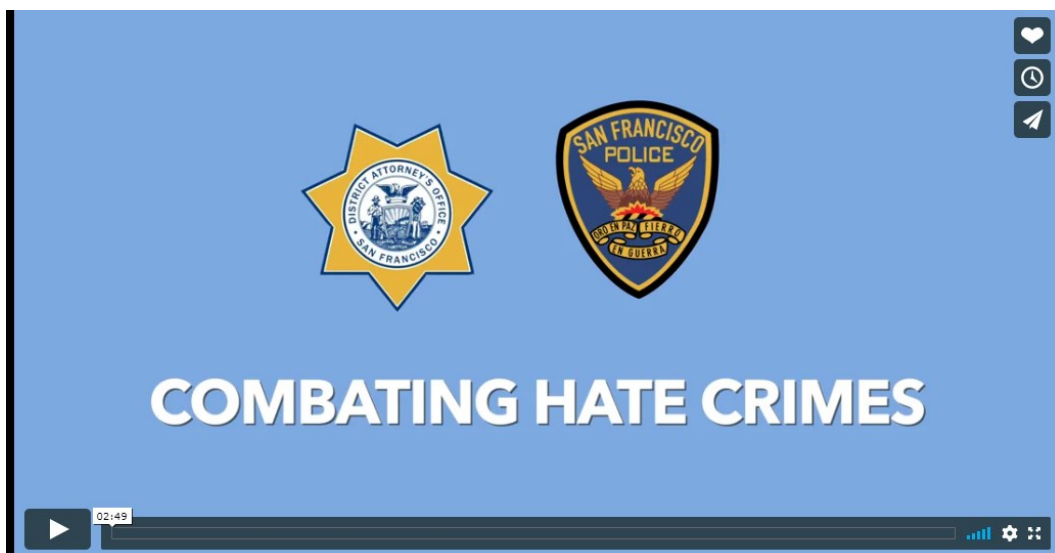 DISTRICT ATTORNEY'S OFFICE
SAN FRANCISCO
SAN FRANCISCO
POLICE
ORO EN PAZ FIERRO
EN GUERRA
COMBATING HATE CRIMES
02:49